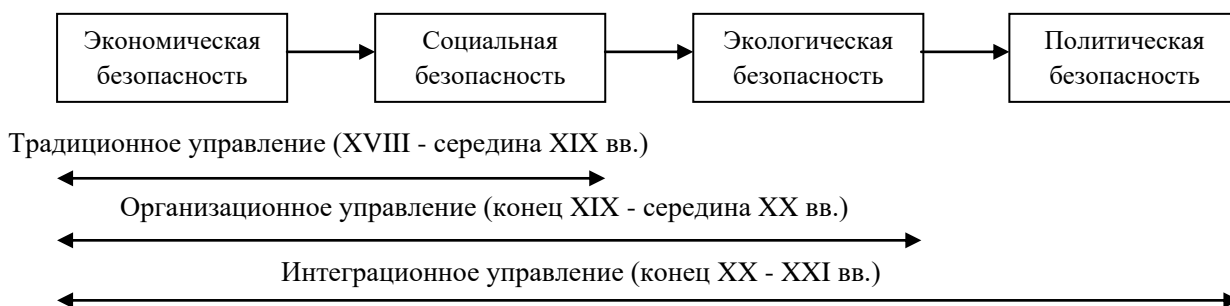 Экономическая
безопасность
Социальная
безопасность
Экологическая
безопасность
Политическая
безопасность
Традиционное управление (XVIII - середина XIX вв.)
Организационное управление (конец XIX - середина XX вв.)
Интеграционное управление (конец XX - XXI вв.)